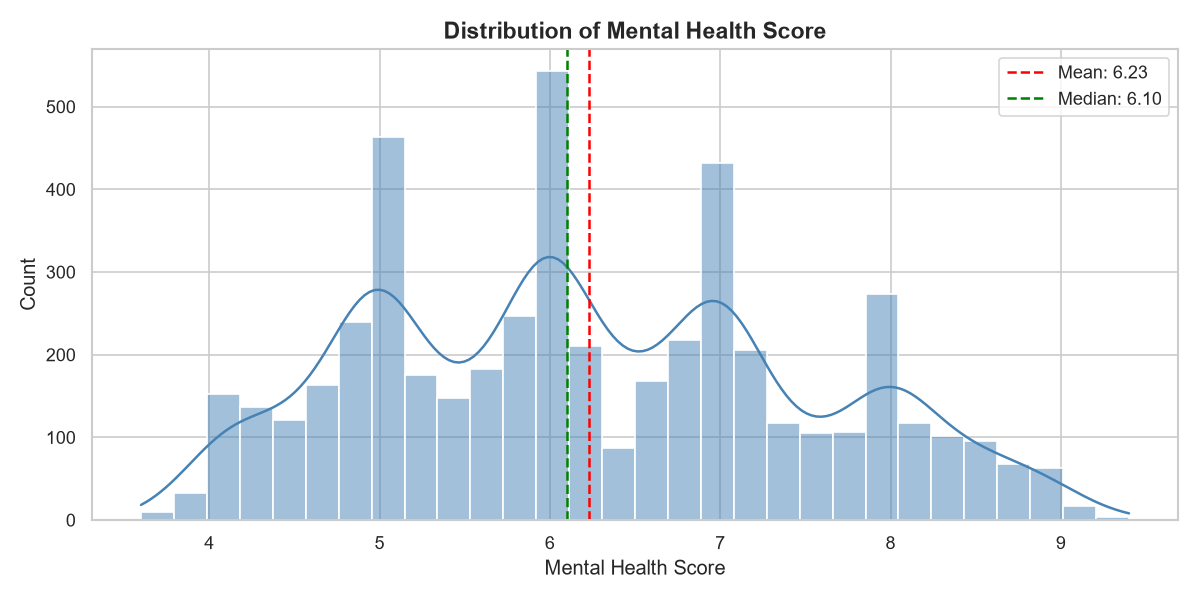 Distribution of Mental Health Score
Mean: 6.23
Median: 6.10
500
400
300
200
100
0
Count
4 5 6 7 8 9
Mental Health Score